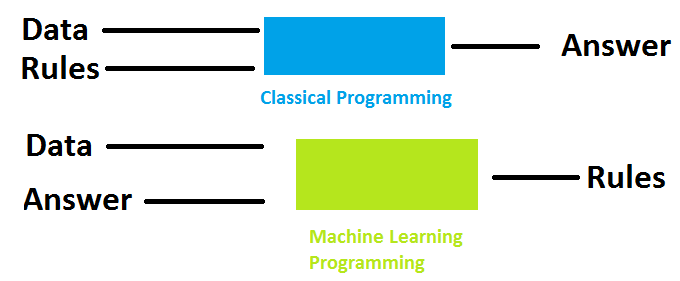 Data
Rules
Answer
Classical Programming
Data
Answer
Rules
Machine Learning
Programming